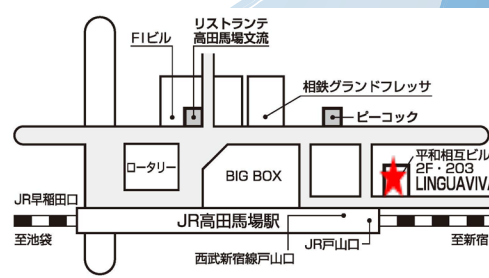 リストランテ
高田馬場文流
FIビル
相鉄グランドフレッサ
ピーコック
平和相互ビル
2F・203
LINGUAVIVA
ロータリー
BIG BOX
JR早稲田口
JR高田馬場駅
至池袋
西武新宿線戸山口
JR戸山口
至新宿